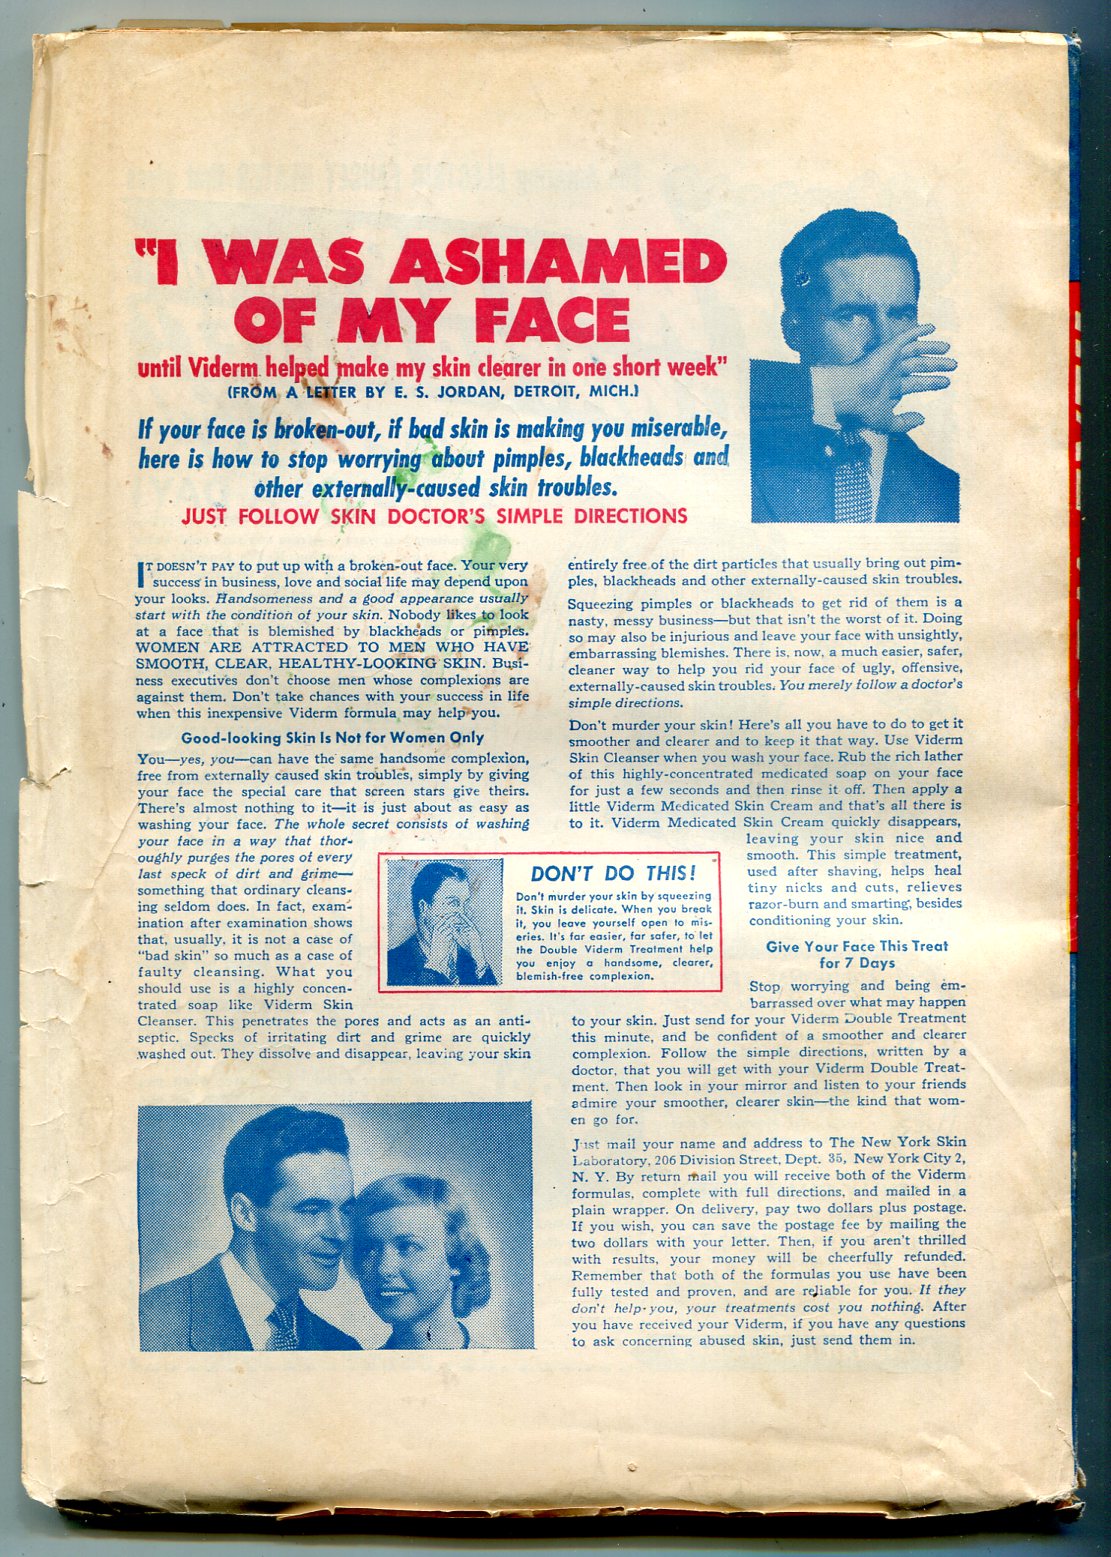 "I WAS ASHAMED
OF MY FACE
until Viderm helped make my skin clearer in one short week"
(FROM A LETTER BY E. S. JORDAN, DETROIT, MICH.)
If your face is broken-out, if bad skin is making you miserable,
here is how to stop worrying about pimples, blackheads and
other externally-caused skin troubles.
JUST FOLLOW SKIN DOCTOR'S SIMPLE DIRECTIONS
IT DOESN'T PAY to put up with a broken-out face. Your very
success in business, love and social life may depend upon
your looks. Handsomeness and a good appearance usually
start with the condition of your skin. Nobody likes to look
at a face that is blemished by blackheads or pimples.
WOMEN ARE ATTRACTED TO MEN WHO HAVE
SMOOTH, CLEAR, HEALTHY-LOOKING SKIN. Busi-
ness executives don't choose men whose complexions are
against them. Don't take chances with your success in life
when this inexpensive Viderm formula may help you.
Good-looking Skin Is Not for Women Only
You—yes, you—can have the same handsome complexion,
free from externally caused skin troubles, simply by giving
your face the special care that screen stars give theirs.
There's almost nothing to it—it is just about as easy as
washing your face. The whole secret consists of washing
your face in a way that thor-
oughly purges the pores of every
last speck of dirt and grime—
something that ordinary cleans-
ing seldom does. In fact, exam-
ination after examination shows
that, usually, it is not a case of
"bad skin" so much as a case of
faulty cleansing. What you
should use is a highly concen-
trated soap like Viderm Skin
Cleanser. This penetrates the pores and acts as an anti-
septic. Specks of irritating dirt and grime are quickly
washed out. They dissolve and disappear, leaving your skin
DON'T DO THIS!
Don't murder your skin by squeezing
it. Skin is delicate. When you break
it, you leave yourself open to mis-
eries. It's far easier, far safer, to let
the Double Viderm Treatment help
you enjoy a handsome, clearer,
blemish-free complexion.
entirely free of the dirt particles that usually bring out pim-
ples, blackheads and other externally-caused skin troubles.
Squeezing pimples or blackheads to get rid of them is a
nasty, messy business—but that isn't the worst of it. Doing
so may also be injurious and leave your face with unsightly,
embarrassing blemishes. There is, now, a much easier, safer,
cleaner way to help you rid your face of ugly, offensive,
externally-caused skin troubles. You merely follow a doctor's
simple directions.
Don't murder your skin! Here's all you have to do to get it
smoother and clearer and to keep it that way. Use Viderm
Skin Cleanser when you wash your face. Rub the rich lather
of this highly-concentrated medicated soap on your face
for just a few seconds and then rinse it off. Then apply a
little Viderm Medicated Skin Cream and that's all there is
to it. Viderm Medicated Skin Cream quickly disappears,
leaving your skin nice and
smooth. This simple treatment,
used after shaving, helps heal
tiny nicks and cuts, relieves
razor-burn and smarting, besides
conditioning your skin.
Give Your Face This Treat
for 7 Days
Stop worrying and being em-
barrassed over what may happen
to your skin. Just send for your Viderm Double Treatment
this minute, and be confident of a smoother and clearer
complexion. Follow the simple directions, written by a
doctor, that you will get with your Viderm Double Treat-
ment. Then look in your mirror and listen to your friends
admire your smoother, clearer skin—the kind that wom-
en go for.
Just mail your name and address to The New York Skin
Laboratory, 206 Division Street, Dept. 35, New York City 2,
N. Y. By return mail you will receive both of the Viderm
formulas, complete with full directions, and mailed in a
plain wrapper. On delivery, pay two dollars plus postage.
If you wish, you can save the postage fee by mailing the
two dollars with your letter. Then, if you aren't thrilled
with results, your money will be cheerfully refunded.
Remember that both of the formulas you use have been
fully tested and proven, and are reliable for you. If they
don't help you, your treatments cost you nothing. After
you have received your Viderm, if you have any questions
to ask concerning abused skin, just send them in.